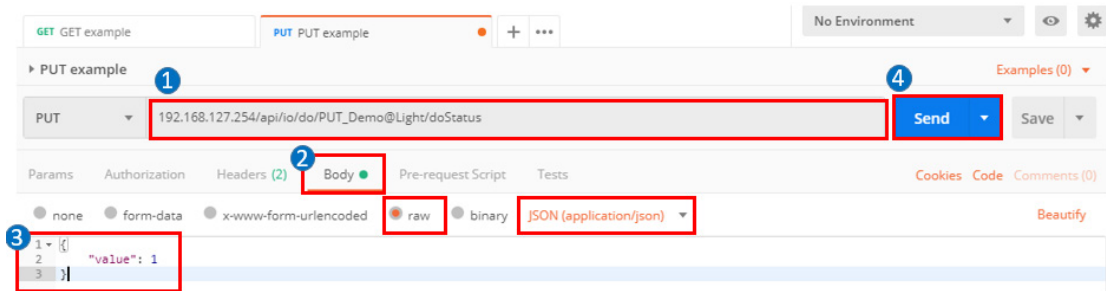 GET GET example PUT PUT example + ••• No Environment
PUT example Examples (0)
1 4
PUT 192.168.127.254/api/io/do/PUT_Demo@Light/doStatus Send Save
2
Params Authorization Headers (2) Body Pre-request Script Tests Cookies Code Comments (0)
none form-data x-www-form-urlencoded raw binary JSON (application/json) Beautify
3
1 {
2 "value": 1
3 }